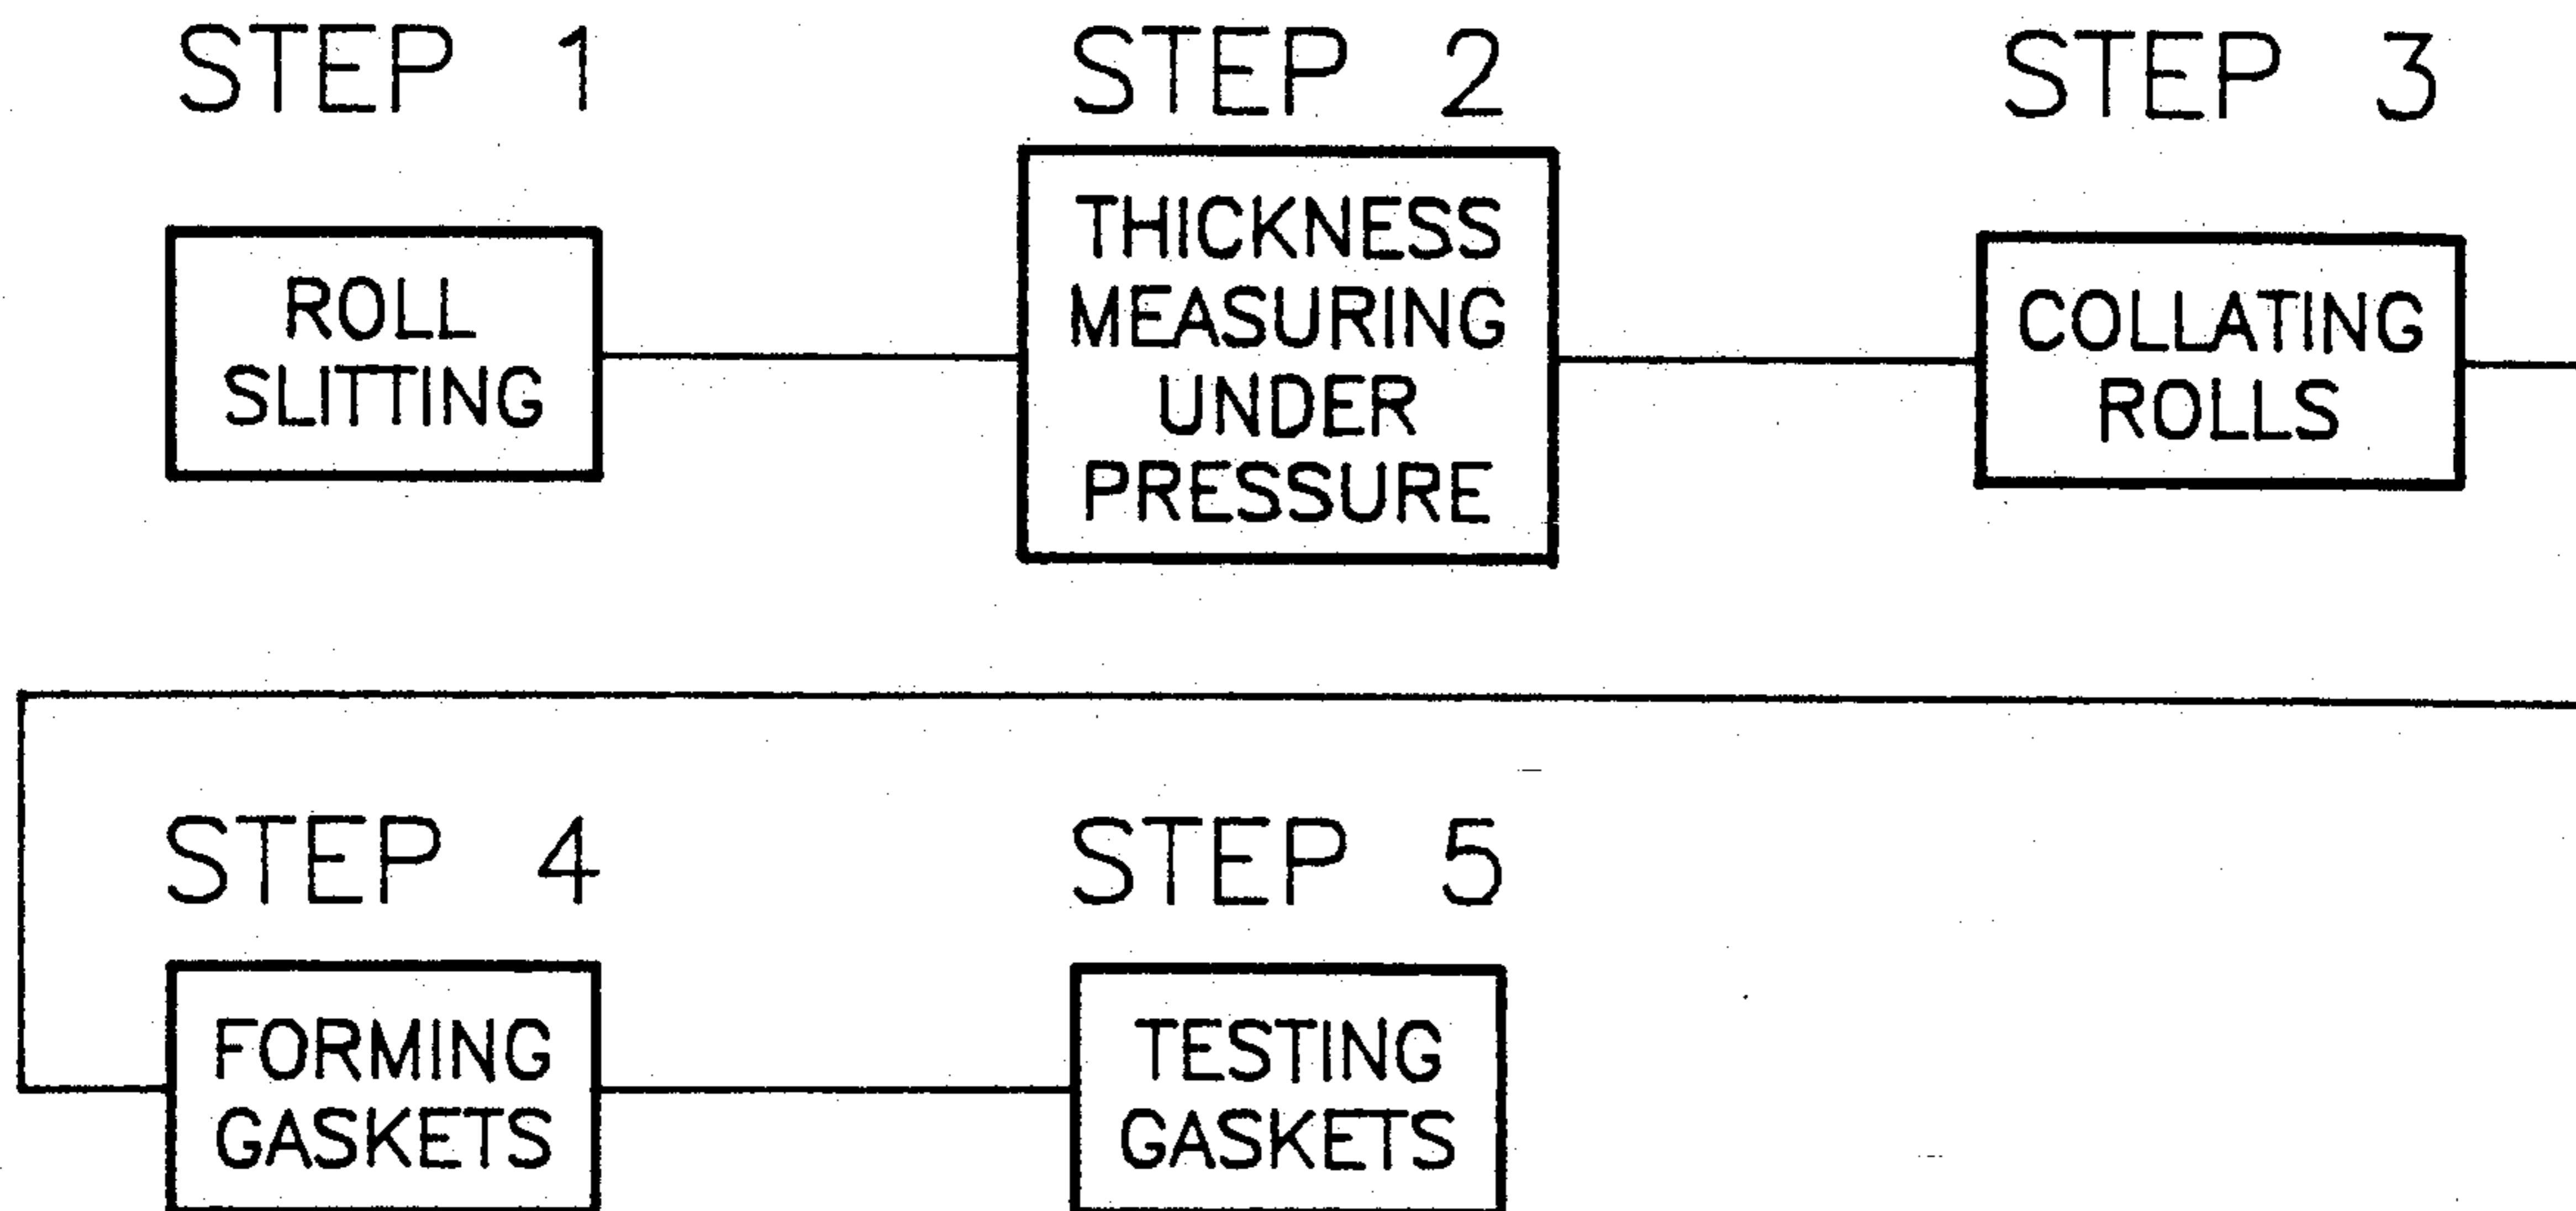 STEP 1
ROLL
SLITTING
STEP 2
THICKNESS
MEASURING
UNDER
PRESSURE
STEP 3
COLLATING
ROLLS
STEP 4
FORMING
GASKETS
STEP 5
TESTING
GASKETS